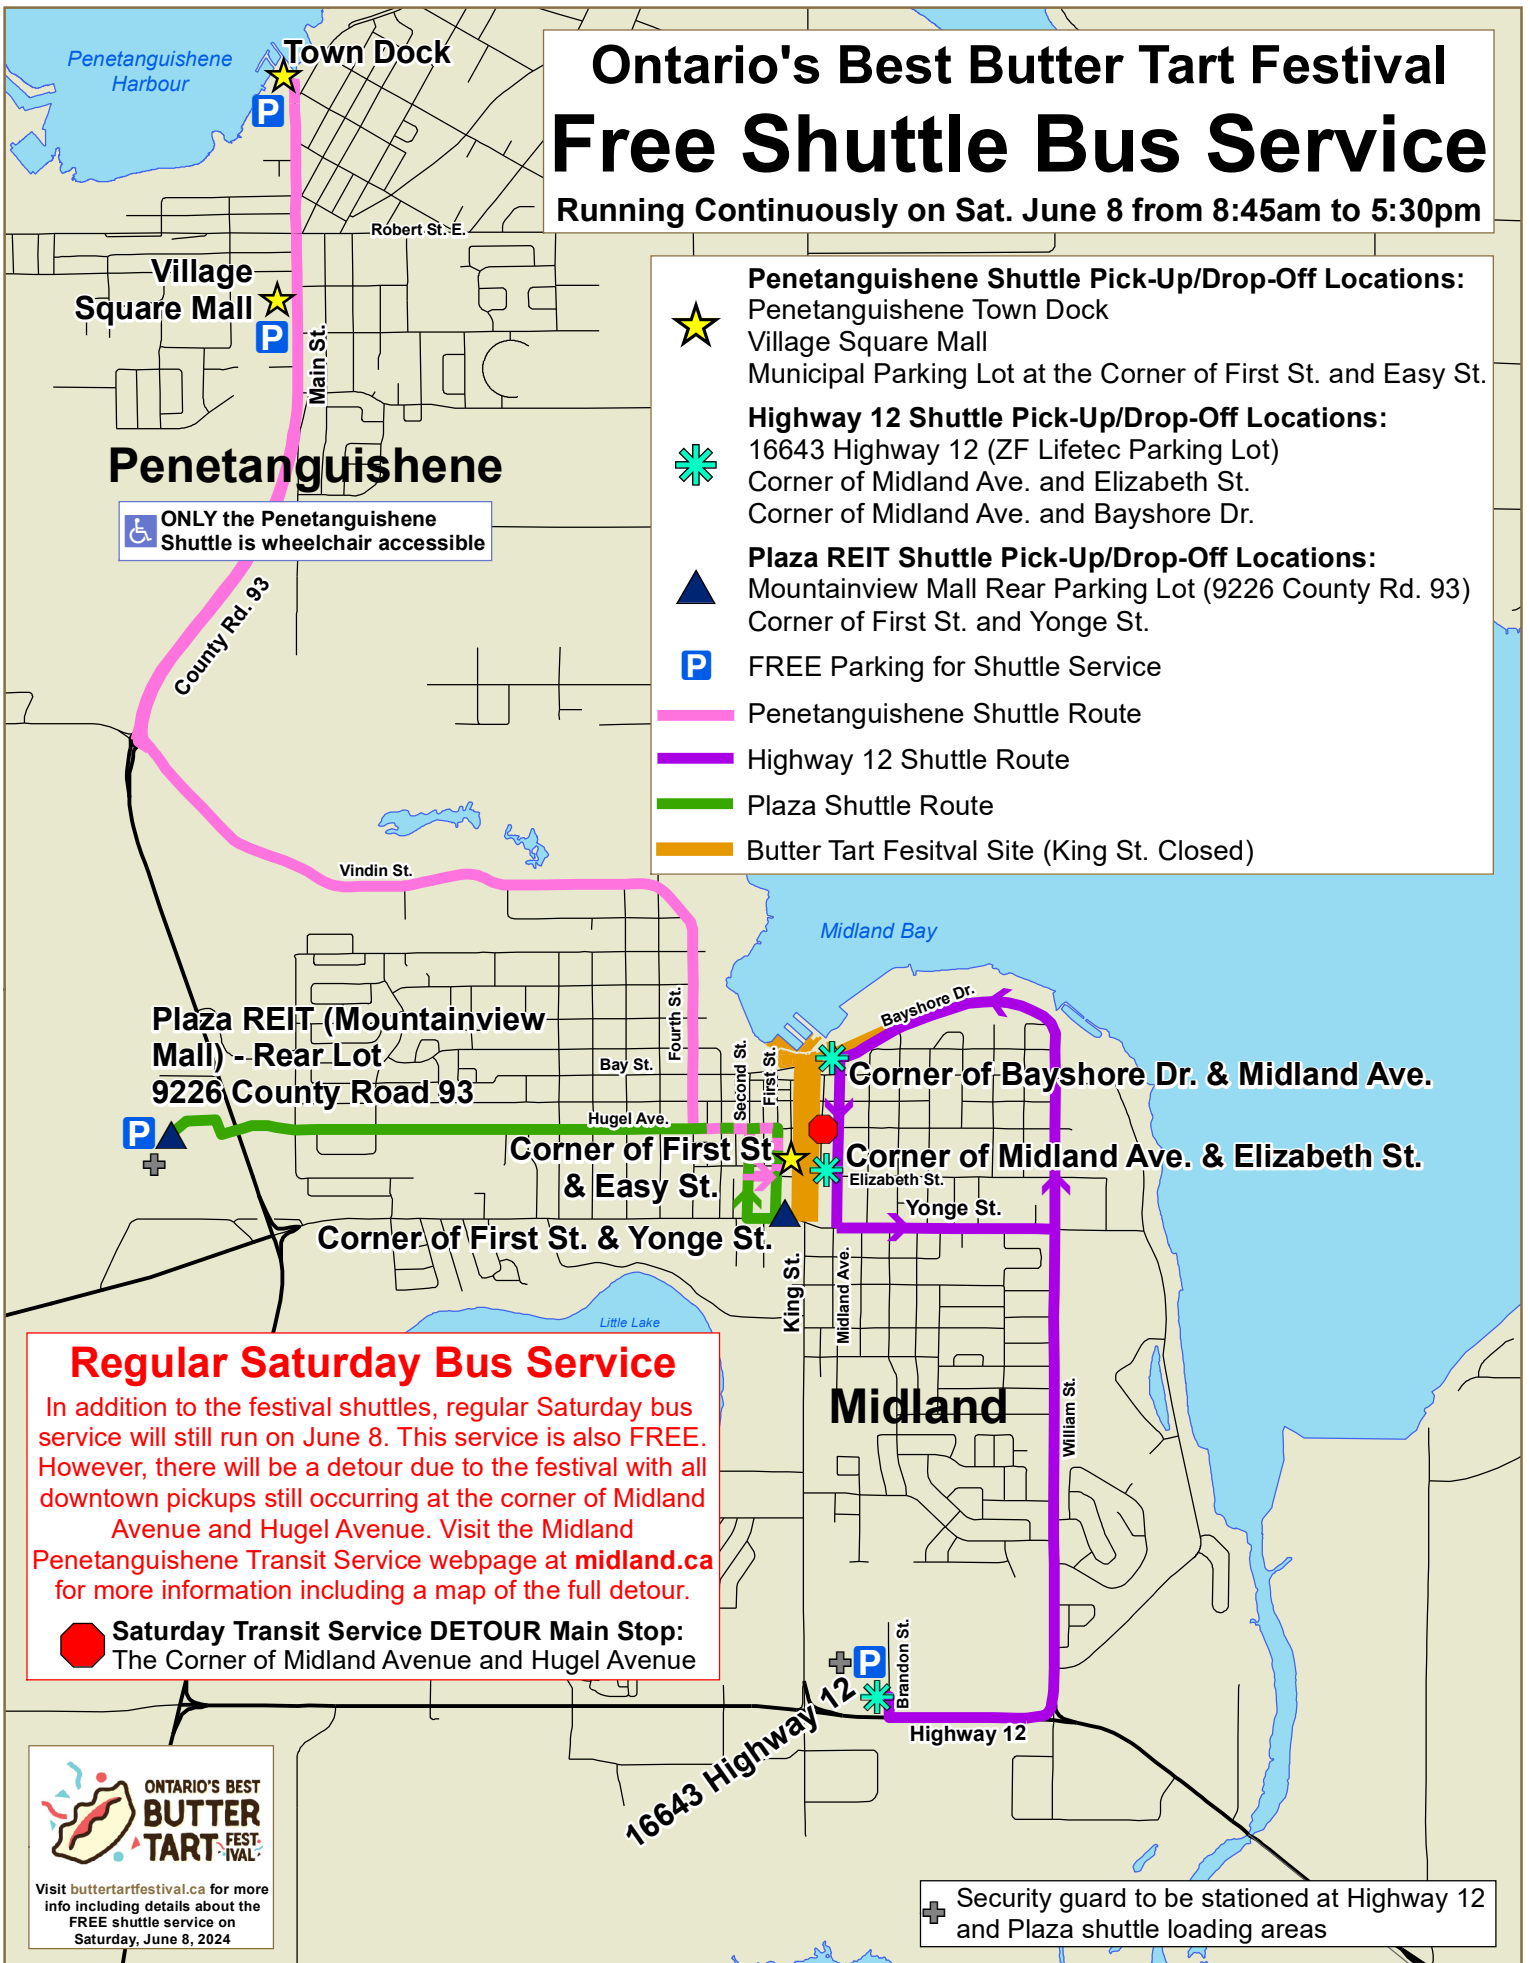 Ontario's Best Butter Tart Festival
Free Shuttle Bus Service
Running Continuously on Sat. June 8 from 8:45am to 5:30pm
Penetanguishene
Harbour
Town Dock
P
Robert St. E.
Village
Square Mall
P
Main St.
Penetanguishene
ONLY the Penetanguishene
Shuttle is wheelchair accessible
County Rd. 93
Penetanguishene Shuttle Pick-Up/Drop-Off Locations:
Penetanguishene Town Dock
Village Square Mall
Municipal Parking Lot at the Corner of First St. and Easy St.
Highway 12 Shuttle Pick-Up/Drop-Off Locations:
16643 Highway 12 (ZF Lifetec Parking Lot)
Corner of Midland Ave. and Elizabeth St.
Corner of Midland Ave. and Bayshore Dr.
Plaza REIT Shuttle Pick-Up/Drop-Off Locations:
Mountainview Mall Rear Parking Lot (9226 County Rd. 93)
Corner of First St. and Yonge St.
P
FREE Parking for Shuttle Service
Penetanguishene Shuttle Route
Highway 12 Shuttle Route
Plaza Shuttle Route
Butter Tart Fesitval Site (King St. Closed)
Vindin St.
Midland Bay
Bayshore Dr.
Fourth St.
Plaza REIT (Mountainview
Mall) - Rear Lot
9226 County Road 93
P
Bay St.
Second St.
First St.
Hugel Ave.
Corner of Bayshore Dr. & Midland Ave.
Corner of First St
& Easy St.
Corner of Midland Ave. & Elizabeth St.
Elizabeth St.
Yonge St.
Corner of First St. & Yonge St.
King St.
Midland Ave.
Little Lake
Midland
William St.
Regular Saturday Bus Service
In addition to the festival shuttles, regular Saturday bus
service will still run on June 8. This service is also FREE.
However, there will be a detour due to the festival with all
downtown pickups still occurring at the corner of Midland
Avenue and Hugel Avenue. Visit the Midland
Penetanguishene Transit Service webpage at midland.ca
for more information including a map of the full detour.
Saturday Transit Service DETOUR Main Stop:
The Corner of Midland Avenue and Hugel Avenue
P
Brandon St.
Highway 12
16643 Highway 12
ONTARIO'S BEST
BUTTER
TART FEST-
IVAL
Visit buttertartfestival.ca for more
info including details about the
FREE shuttle service on
Saturday, June 8, 2024
Security guard to be stationed at Highway 12
and Plaza shuttle loading areas